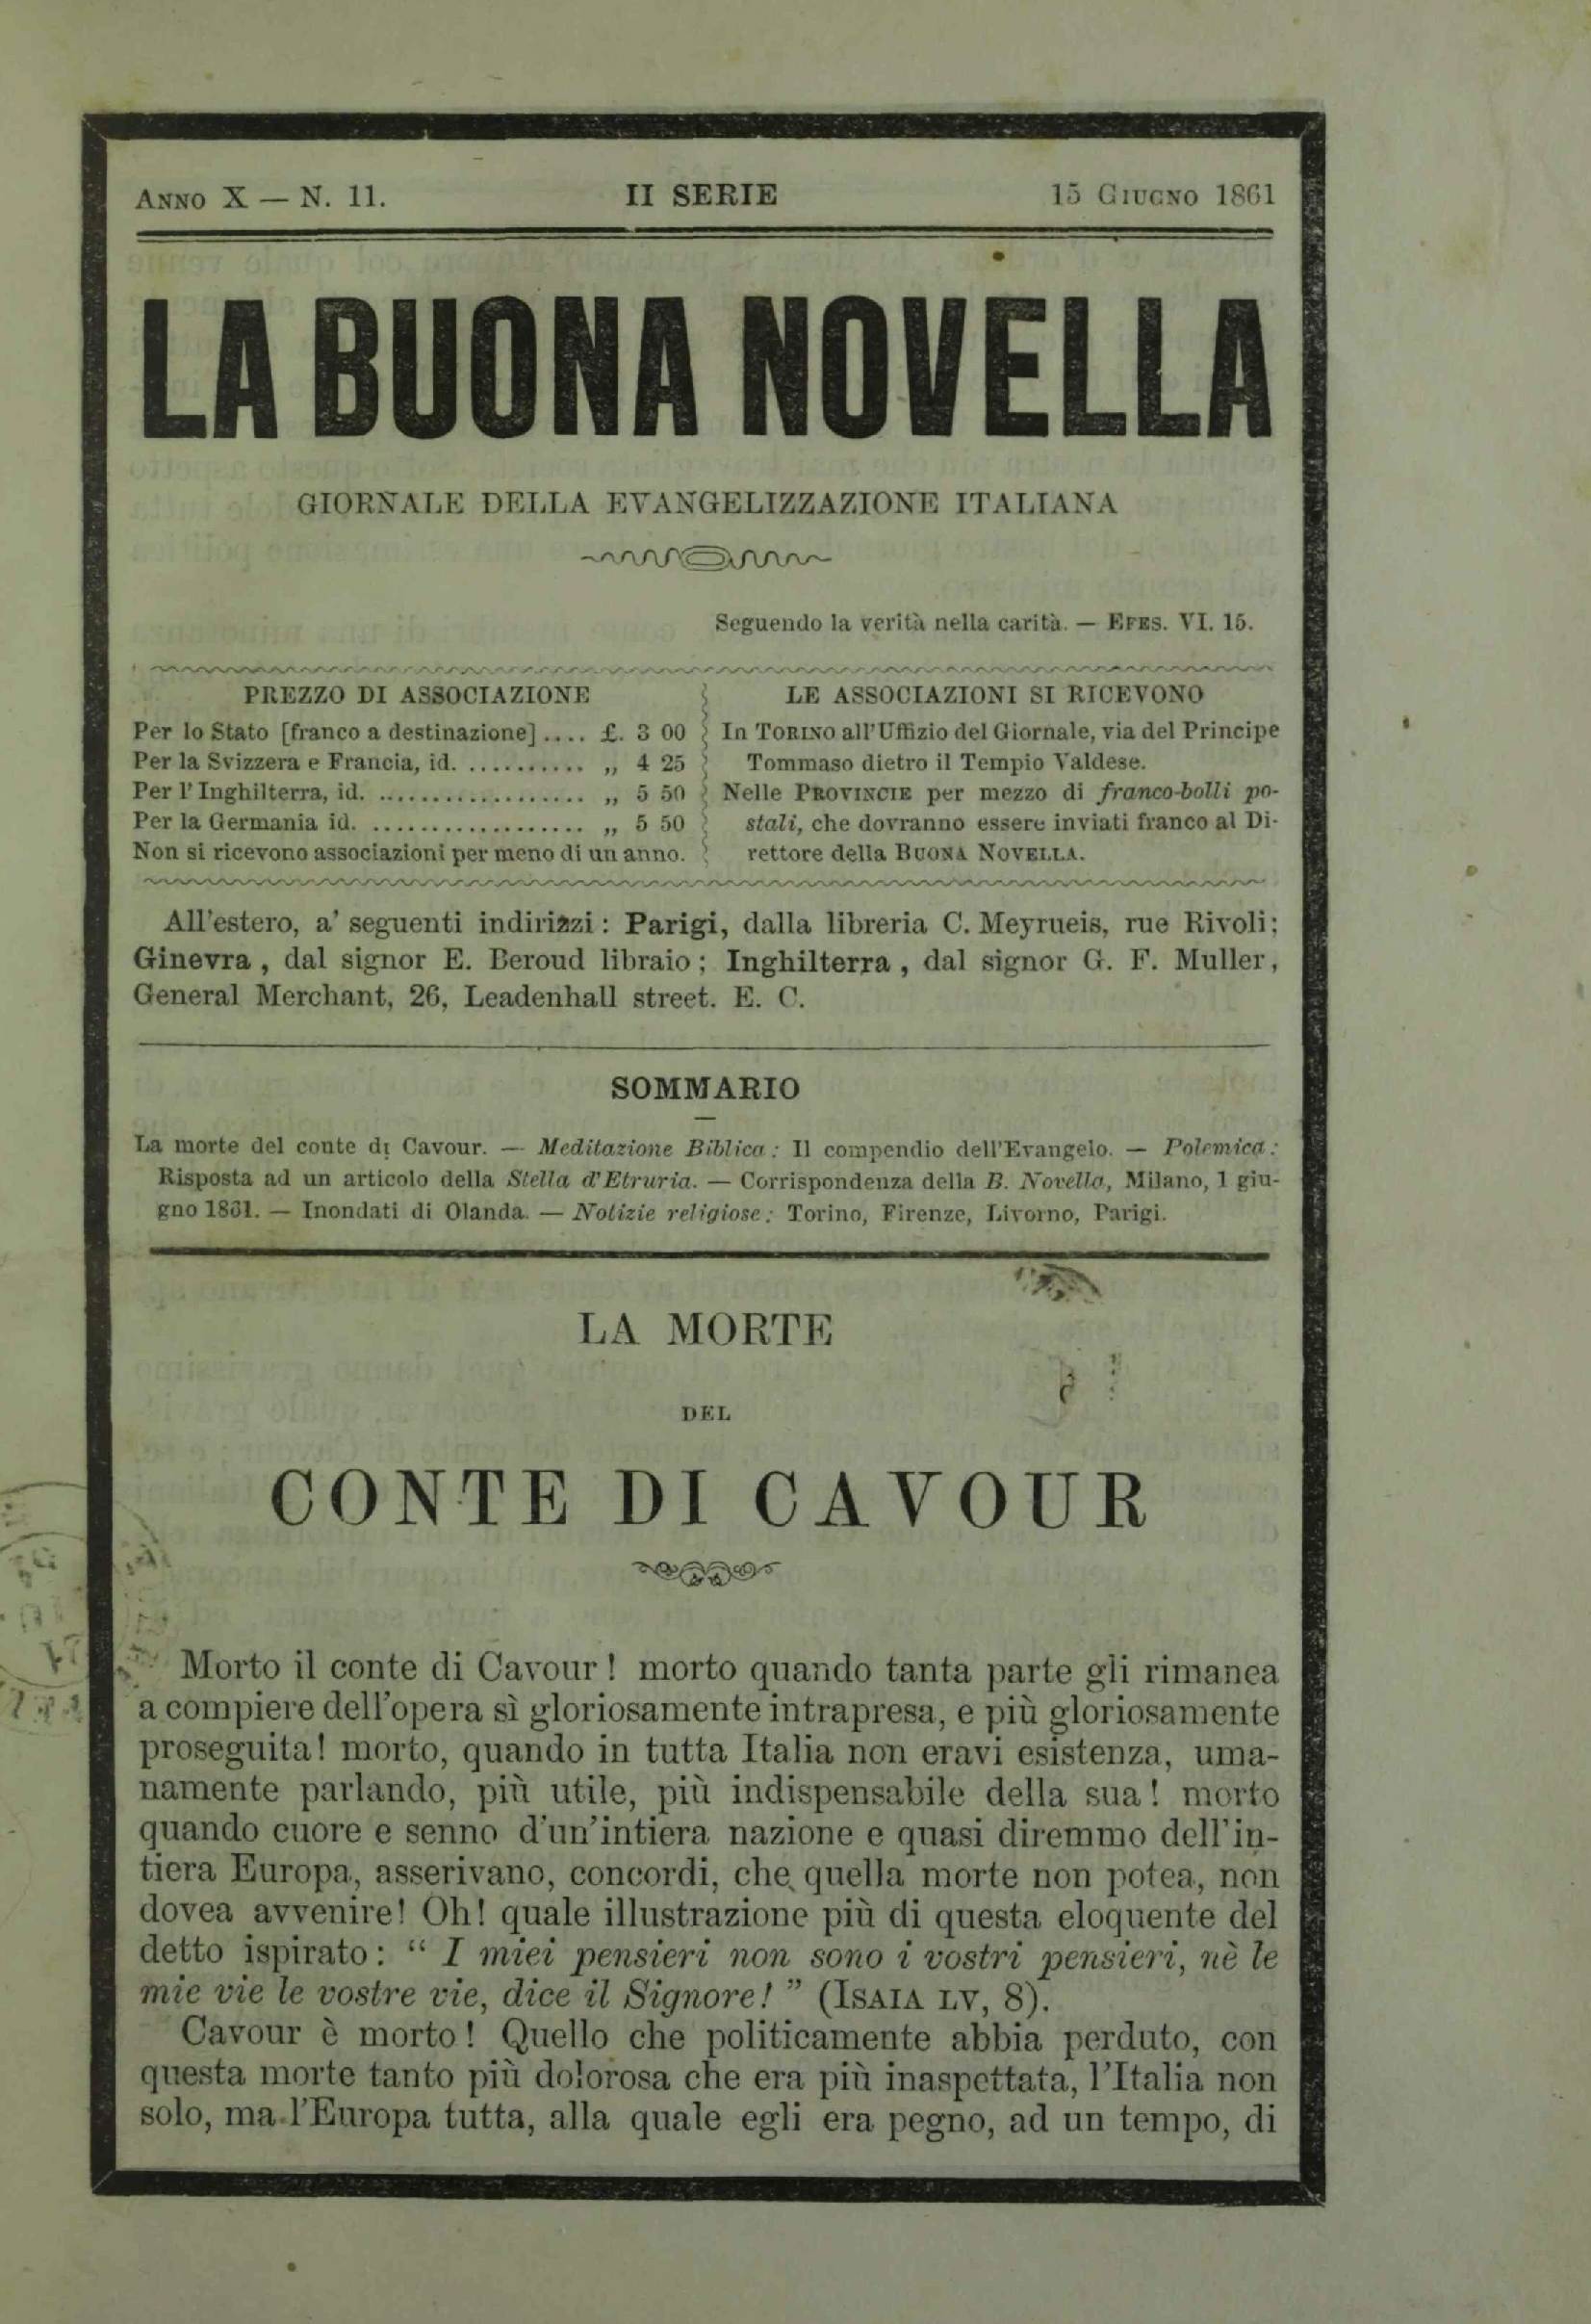 ANNO X — N. 11.
II SERIE
15 GIUGNO 1861
LA BUONA NOVELLA
GIORNALE DELLA EVANGELIZZAZIONE ITALIANA
Seguendo la verità nella carità. — EFES. VI. 15.
PREZZO DI ASSOCIAZIONE
Per lo Stato [franco a destinazione].... £. 3 00
Per la Svizzera e Francia, id. .......... „ 4 25
Per l'Inghilterra, id. .................. „ 5 50
Per la Germania id. .................. „ 5 50
Non si ricevono associazioni per meno di un anno.
LE ASSOCIAZIONI SI RICEVONO
In TORINO all'Uffizio del Giornale, via del Principe
Tommaso dietro il Tempio Valdese.
Nelle PROVINCIE per mezzo di franco-bolli po-
stali, che dovranno essere inviati franco al Di-
rettore della BUONA NOVELLA.
All'estero, a' seguenti indirizzi: Parigi, dalla libreria C. Meyrueis, rue Rivoli;
Ginevra, dal signor E. Beroud libraio; Inghilterra, dal signor G. F. Muller,
General Merchant, 26, Leadenhall street. E. C.
SOMMARIO
La morte del conte di Cavour. — Meditazione Biblica: Il compendio dell'Evangelo. — Polemica:
Risposta ad un articolo della Stella d'Etruria. — Corrispondenza della B. Novella, Milano, 1 giu-
gno 1861. — Inondati di Olanda. — Notizie religiose: Torino, Firenze, Livorno, Parigi.
LA MORTE
DEL
CONTE DI CAVOUR
Morto il conte di Cavour! morto quando tanta parte gli rimanea
a compiere dell'opera sì gloriosamente intrapresa, e più gloriosamente
proseguita! morto, quando in tutta Italia non eravi esistenza, uma-
namente parlando, più utile, più indispensabile della sua! morto
quando cuore e senno d'un'intiera nazione e quasi diremmo dell'in-
tiera Europa, asserivano, concordi, che quella morte non potea, non
dovea avvenire! Oh! quale illustrazione più di questa eloquente del
detto ispirato: “ I miei pensieri non sono i vostri pensieri, nè le
mie vie le vostre vie, dice il Signore! ” (ISAIA LV, 8).
Cavour è morto! Quello che politicamente abbia perduto, con
questa morte tanto più dolorosa che era più inaspettata, l'Italia non
solo, ma l'Europa tutta, alla quale egli era pegno, ad un tempo, di